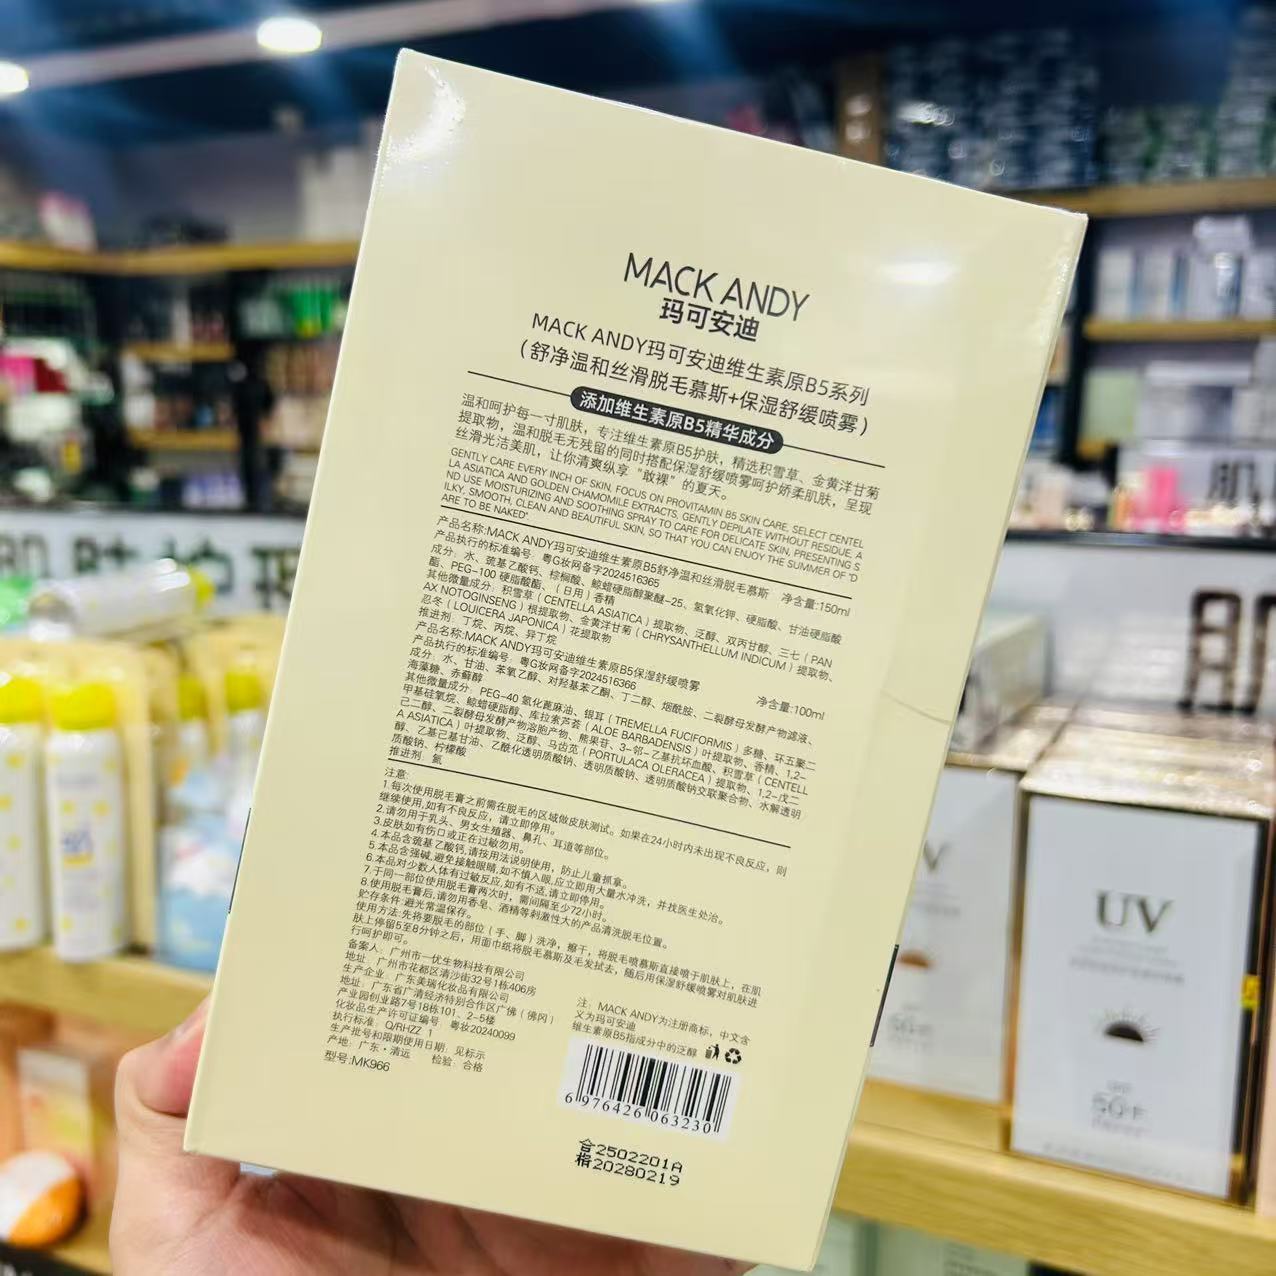 MACK ANDY
玛可安迪
MACK ANDY玛可安迪维生素原B5系列
（舒净温和丝滑脱毛慕斯+保湿舒缓喷雾）
添加维生素原B5精华成分
温和呵护每一寸肌肤，专注维生素原B5护肤，精选积雪草、金黄洋甘菊
提取物，温和脱毛无残留的同时搭配保湿舒缓喷雾呵护娇柔肌肤，呈现
丝滑光洁美肌，让你清爽纵享“敢裸”的夏天。
GENTLY CARE EVERY INCH OF SKIN, FOCUS ON PROVITAMIN B5 SKIN CARE, SELECT CENTEL
LA ASIATICA AND GOLDEN CHAMOMILE EXTRACTS, GENTLY DEPILATE WITHOUT RESIDUE, A
ND USE MOISTURIZING AND SOOTHING SPRAY TO CARE FOR DELICATE SKIN, PRESENTING S
ILKY, SMOOTH, CLEAN AND BEAUTIFUL SKIN, SO THAT YOU CAN ENJOY THE SUMMER OF "D
ARE TO BE NAKED"
产品名称:MACK ANDY玛可安迪维生素原B5舒净温和丝滑脱毛慕斯 净含量:150ml
产品执行的标准编号：粤G妆网备字2024516365
成分：水、巯基乙酸钙、棕榈酸、鲸蜡硬脂醇聚醚-25、氢氧化钾、硬脂酸、甘油硬脂酸
酯、PEG-100 硬脂酸酯、（日用）香精
其他微量成分：积雪草（CENTELLA ASIATICA）提取物、泛醇、双丙甘醇、三七（PAN
AX NOTOGINSENG）根提取物、金黄洋甘菊（CHRYSANTHELLUM INDICUM）提取物、
忍冬（LOUICERA JAPONICA）花提取物
推进剂：丁烷、丙烷、异丁烷
产品名称:MACK ANDY玛可安迪维生素原B5保湿舒缓喷雾 净含量:100ml
产品执行的标准编号：粤G妆网备字2024516366
成分：水、甘油、苯氧乙醇、对羟基苯乙酮、丁二醇、烟酰胺、二裂酵母发酵产物滤液、
海藻糖、赤藓醇
其他微量成分：PEG-40 氢化蓖麻油、银耳（TREMELLA FUCIFORMIS）多糖、环五聚二
甲基硅氧烷、鲸蜡硬脂醇、库拉索芦荟（ALOE BARBADENSIS）叶提取物、香精、1,2-
己二醇、二裂酵母发酵产物溶胞产物、熊果苷、3-邻-乙基抗坏血酸、积雪草（CENTELL
A ASIATICA）叶提取物、泛醇、马齿苋（PORTULACA OLERACEA）提取物、1,2-戊二
醇、乙基己基甘油、乙酰化透明质酸钠、透明质酸钠、透明质酸钠交联聚合物、水解透明
质酸钠、柠檬酸
推进剂：氮
注意：
1.每次使用脱毛膏之前需在脱毛的区域做皮肤测试。如果在24小时内未出现不良反应，则
继续使用,如有不良反应，请立即停用。
2.请勿用于乳头、男女生殖器、鼻孔、耳道等部位。
3.皮肤如有伤口或正在过敏勿用。
4.本品含巯基乙酸钙,请按用法说明使用，防止儿童抓拿。
5.本品含强碱,避免接触眼睛,如不慎入眼,应立即用大量水冲洗，并找医生处治。
6.本品对少数人体有过敏反应,如有不适,请立即停用。
7.于同一部位使用脱毛膏两次时，需间隔至少72小时。
8.使用脱毛膏后,请勿用香皂、酒精等刺激性大的产品清洗脱毛位置。
贮存条件:避光常温保存。
使用方法:先将要脱毛的部位（手、脚）洗净，擦干，将脱毛喷慕斯直接喷于肌肤上，在肌
肤上停留5至8分钟之后，用面巾纸将脱毛慕斯及毛发拭去，随后用保湿舒缓喷雾对肌肤进
行呵护即可。
备案人：广州市一优生物科技有限公司
地址：广州市花都区清沙街32号1栋406房
生产企业：广东美瑞化妆品有限公司
地址：广东省广清经济特别合作区广佛（佛冈）
产业园创业路7号18栋101、2-5楼
化妆品生产许可证编号：粤妆20240099
执行标准：Q/RHZZ 1
生产批号和限期使用日期：见标示
产地：广东·清远 检验：合格
型号:MK966
注：MACK ANDY为注册商标，中文含
义为玛可安迪
维生素原B5指成分中的泛醇
6 976426 063230
合格 2502201A
20280219
UV